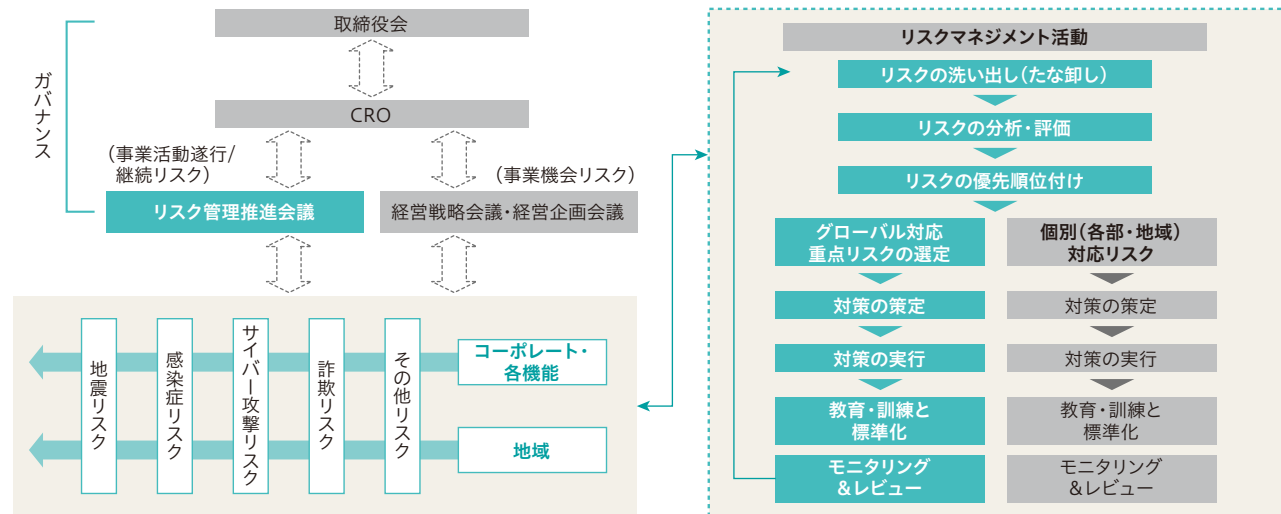 取締役会
CRO
ガバナンス
(事業活動遂行/
継続リスク)
(事業機会リスク)
リスク管理推進会議
経営戦略会議・経営企画会議
地震リスク
感染症リスク
サイバー攻撃リスク
詐欺リスク
その他リスク
コーポレート・
各機能
地域
リスクマネジメント活動
リスクの洗い出し(たな卸し)
リスクの分析・評価
リスクの優先順位付け
グローバル対応
重点リスクの選定
対策の策定
対策の実行
教育・訓練と
標準化
モニタリング
&レビュー
個別(各部・地域)
対応リスク
対策の策定
対策の実行
教育・訓練と
標準化
モニタリング
&レビュー